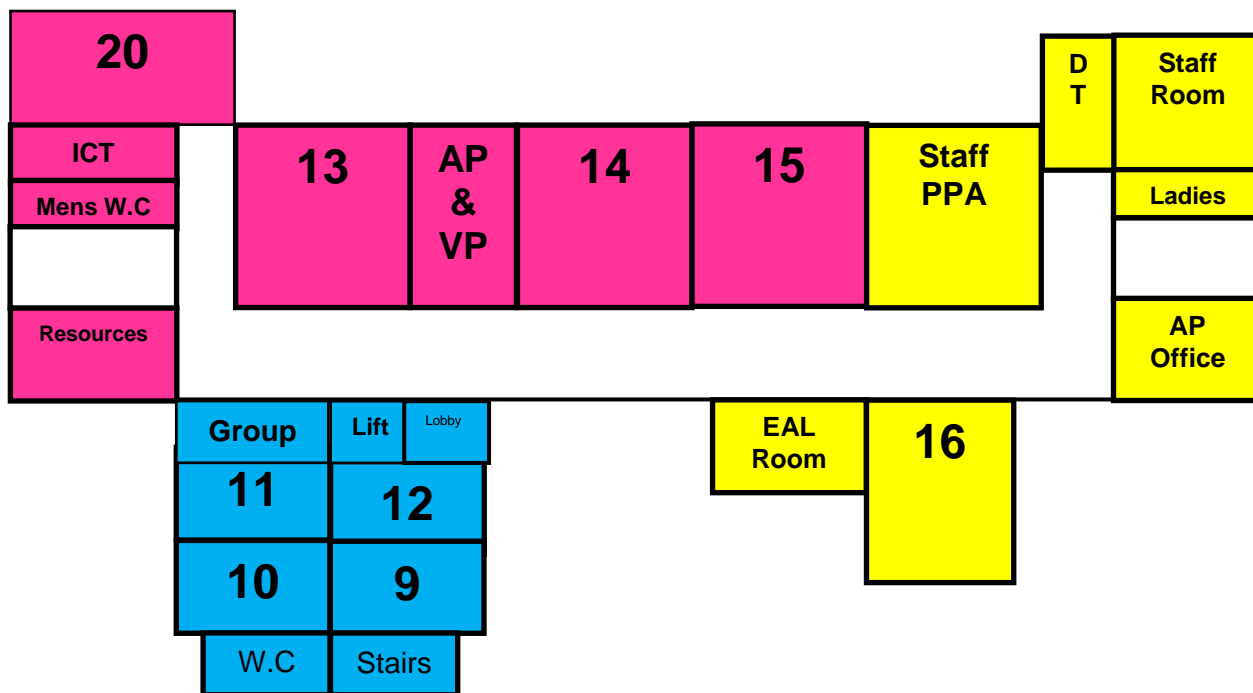 20
ICT
Mens W.C
Resources
13
AP
&
VP
14
15
Staff
PPA
D
T
Staff
Room
Ladies
AP
Office
Group
Lift
Lobby
11
12
10
9
W.C
Stairs
EAL
Room
16